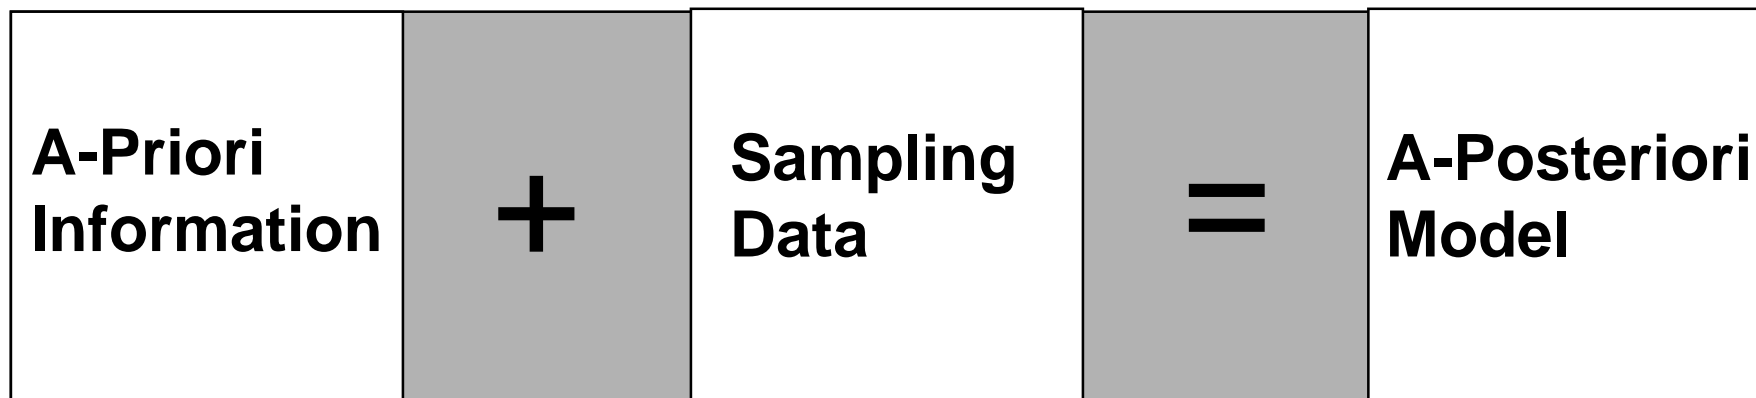 A-Priori
Information
+
Sampling
Data
=
A-Posteriori
Model